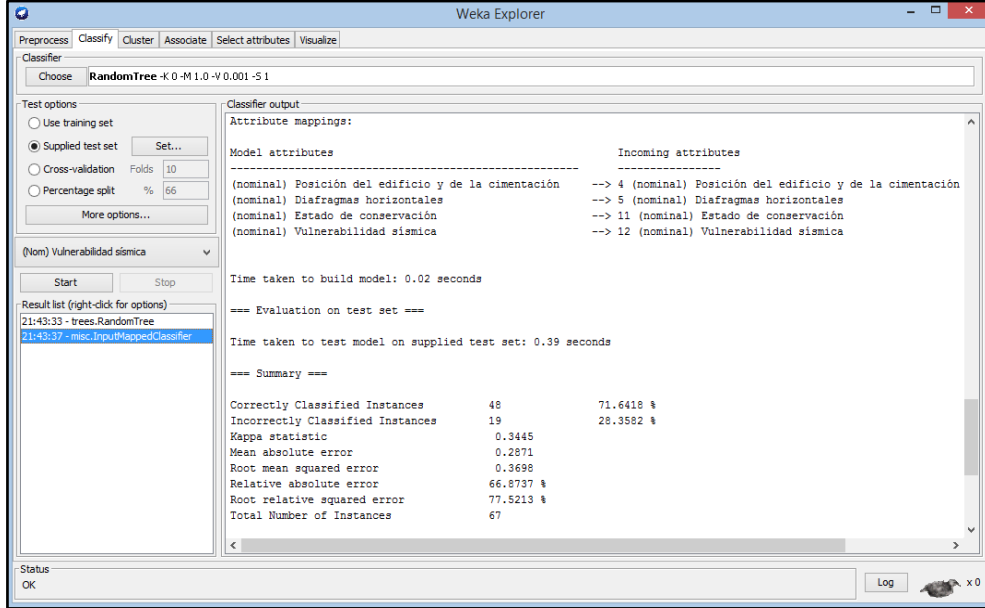 Weka Explorer
Preprocess Classify Cluster Associate Select attributes Visualize
Classifier
Choose RandomTree -K 0 -M 1.0 -V 0.001 -S 1
Test options
Use training set
Supplied test set Set...
Cross-validation Folds 10
Percentage split % 66
More options...
(Nom) Vulnerabilidad sísmica
Start Stop
Result list (right-click for options)
21:43:33 - trees.RandomTree
21:43:37 - misc.InputMappedClassifier
Classifier output
Attribute mappings:
Model attributes Incoming attributes
------------------------------------------------------ ----------------
(nominal) Posición del edificio y de la cimentación --> 4 (nominal) Posición del edificio y de la cimentación
(nominal) Diafragmas horizontales --> 5 (nominal) Diafragmas horizontales
(nominal) Estado de conservación --> 11 (nominal) Estado de conservación
(nominal) Vulnerabilidad sísmica --> 12 (nominal) Vulnerabilidad sísmica
Time taken to build model: 0.02 seconds
=== Evaluation on test set ===
Time taken to test model on supplied test set: 0.39 seconds
=== Summary ===
Correctly Classified Instances 48 71.6418 %
Incorrectly Classified Instances 19 28.3582 %
Kappa statistic 0.3445
Mean absolute error 0.2871
Root mean squared error 0.3698
Relative absolute error 66.8737 %
Root relative squared error 77.5213 %
Total Number of Instances 67
Status
OK
Log x 0